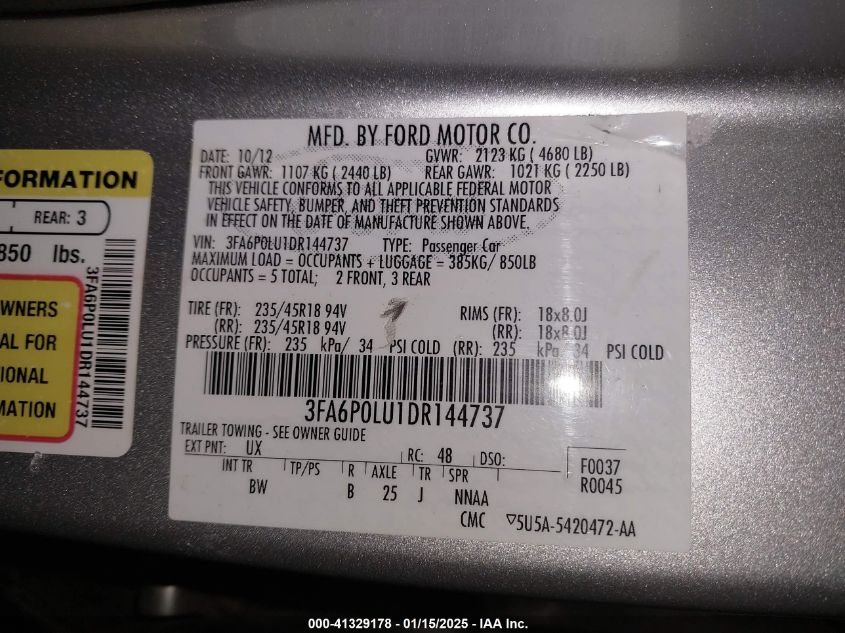 MFD. BY FORD MOTOR CO.
DATE: 10/12 GVWR: 2123 KG ( 4680 LB)
FRONT GAWR: 1107 KG ( 2440 LB) REAR GAWR: 1021 KG ( 2250 LB)
THIS VEHICLE CONFORMS TO ALL APPLICABLE FEDERAL MOTOR
VEHICLE SAFETY, BUMPER, AND THEFT PREVENTION STANDARDS
IN EFFECT ON THE DATE OF MANUFACTURE SHOWN ABOVE.
VIN: 3FA6P0LU1DR144737 TYPE: Passenger Car
MAXIMUM LOAD = OCCUPANTS + LUGGAGE = 385KG/ 850LB
OCCUPANTS = 5 TOTAL; 2 FRONT, 3 REAR
TIRE (FR): 235/45R18 94V RIMS (FR): 18x8.0J
(RR): 235/45R18 94V (RR): 18x8.0J
PRESSURE (FR): 235 kPa/ 34 PSI COLD (RR): 235 kPa/ 34 PSI COLD
3FA6P0LU1DR144737
TRAILER TOWING - SEE OWNER GUIDE
EXT PNT: UX RC: 48 DSO: F0037
INT TR TP/PS R AXLE TR SPR R0045
BW B 25 J NNAA
CMC ▽5U5A-5420472-AA
FORMATION
REAR: 3
850 lbs.
WNERS
AL FOR
IONAL
MATION
3FA6P0LU1DR144737
000-41329178 - 01/15/2025 - IAA Inc.